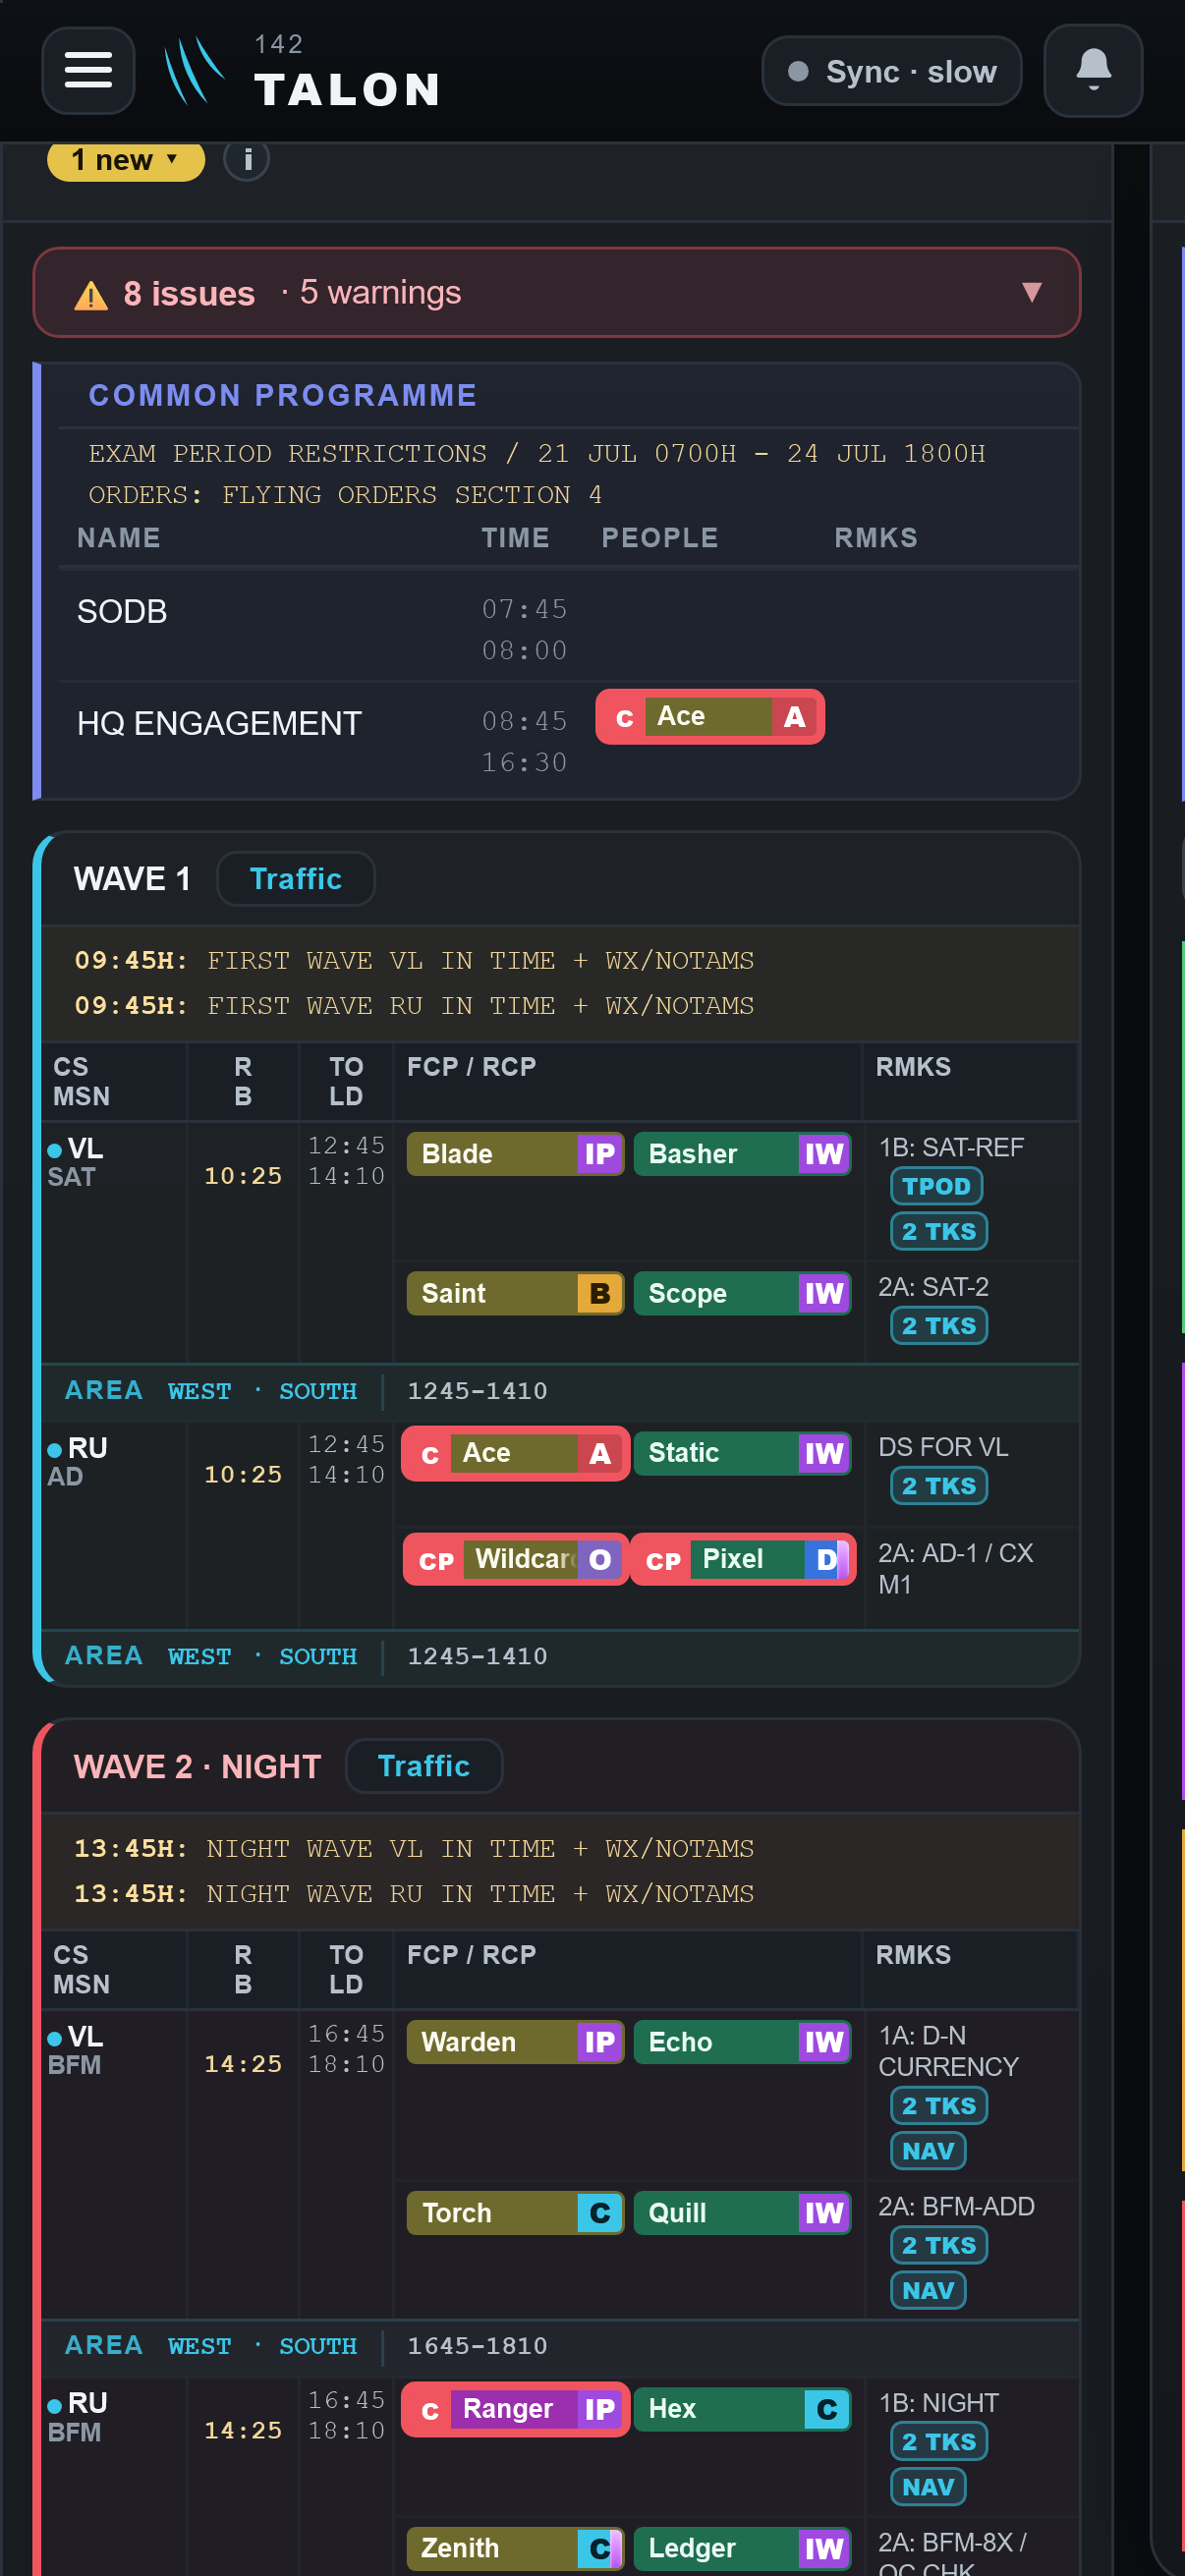 142
TALON
Sync · slow
1 new ▾
i
8 issues · 5 warnings ▼
COMMON PROGRAMME
EXAM PERIOD RESTRICTIONS / 21 JUL 0700H - 24 JUL 1800H
ORDERS: FLYING ORDERS SECTION 4
NAME TIME PEOPLE RMKS
SODB 07:45
08:00
HQ ENGAGEMENT 08:45 C Ace A
16:30
WAVE 1 Traffic
09:45H: FIRST WAVE VL IN TIME + WX/NOTAMS
09:45H: FIRST WAVE RU IN TIME + WX/NOTAMS
CS R TO FCP / RCP RMKS
MSN B LD
VL 12:45 Blade IP Basher IW 1B: SAT-REF
SAT 10:25 14:10 TPOD
2 TKS
Saint B Scope IW 2A: SAT-2
2 TKS
AREA WEST · SOUTH 1245-1410
RU 12:45 C Ace A Static IW DS FOR VL
AD 10:25 14:10 2 TKS
CP Wildcar O CP Pixel D 2A: AD-1 / CX
M1
AREA WEST · SOUTH 1245-1410
WAVE 2 · NIGHT Traffic
13:45H: NIGHT WAVE VL IN TIME + WX/NOTAMS
13:45H: NIGHT WAVE RU IN TIME + WX/NOTAMS
CS R TO FCP / RCP RMKS
MSN B LD
VL 16:45 Warden IP Echo IW 1A: D-N
BFM 14:25 18:10 CURRENCY
2 TKS
NAV
Torch C Quill IW 2A: BFM-ADD
2 TKS
NAV
AREA WEST · SOUTH 1645-1810
RU 16:45 C Ranger IP Hex C 1B: NIGHT
BFM 14:25 18:10 2 TKS
NAV
Zenith C Ledger IW 2A: BFM-8X /
CHK